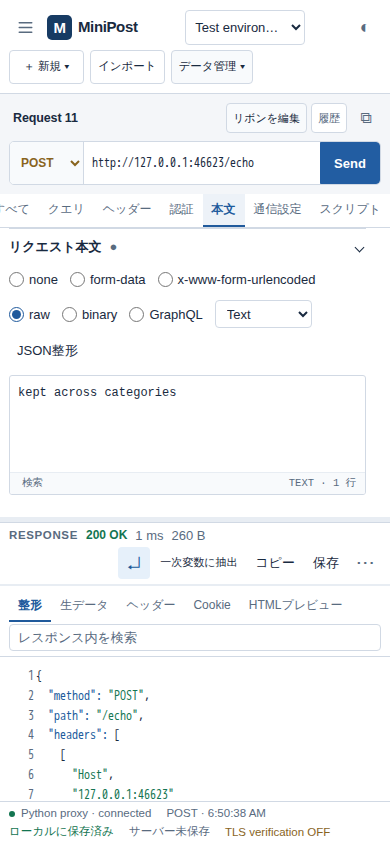 M MiniPost Test environ…
＋ 新規 ▾ インポート データ管理 ▾
Request 11 リボンを編集 履歴
POST http://127.0.0.1:46623/echo Send
すべて クエリ ヘッダー 認証 本文 通信設定 スクリプト
リクエスト本文 ●
none form-data x-www-form-urlencoded
raw binary GraphQL Text
JSON整形
kept across categories
検索 TEXT · 1 行
RESPONSE 200 OK 1 ms 260 B
一次変数に抽出 コピー 保存 ···
整形 生データ ヘッダー Cookie HTMLプレビュー
レスポンス内を検索
1 {
2 "method": "POST",
3 "path": "/echo",
4 "headers": [
5 [
6 "Host",
7 "127.0.0.1:46623"
Python proxy · connected POST · 6:50:38 AM
ローカルに保存済み サーバー未保存 TLS verification OFF